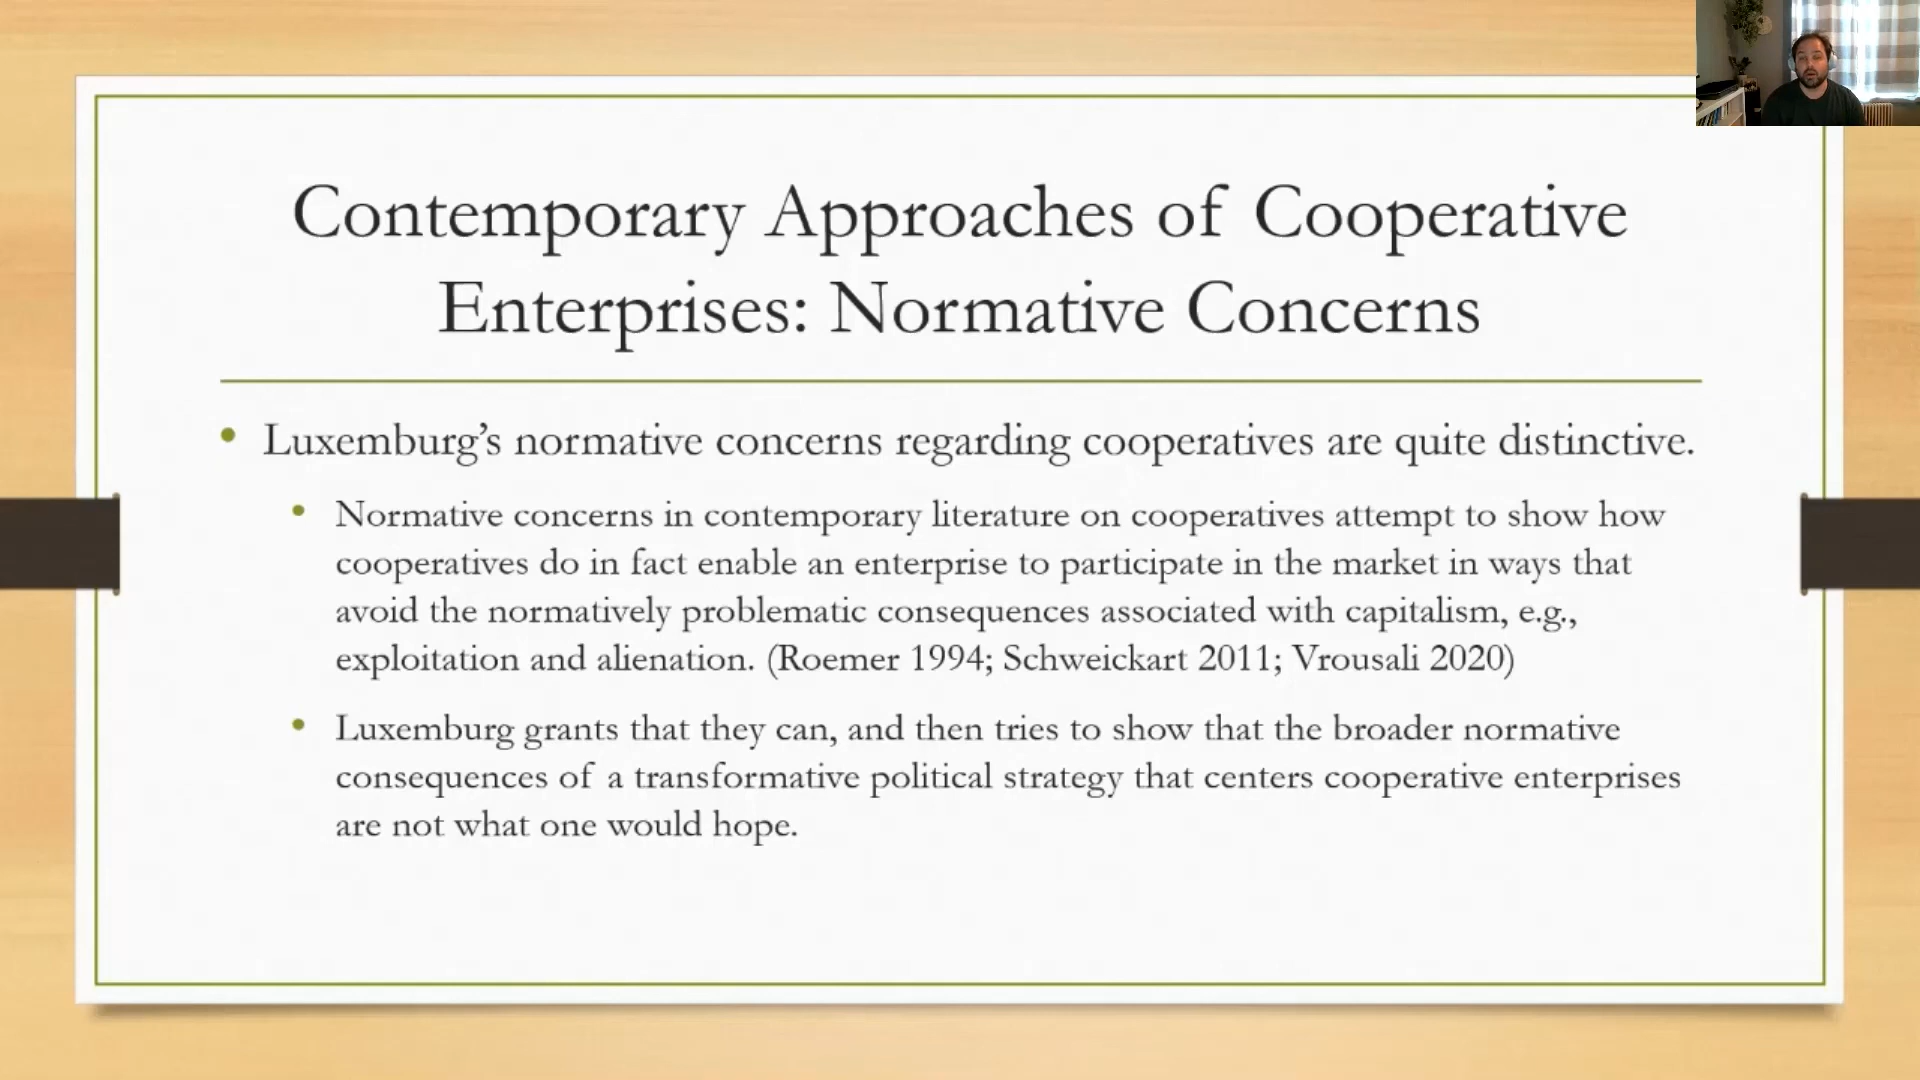 Contemporary Approaches of Cooperative
Enterprises: Normative Concerns
• Luxemburg’s normative concerns regarding cooperatives are quite distinctive.
• Normative concerns in contemporary literature on cooperatives attempt to show how
cooperatives do in fact enable an enterprise to participate in the market in ways that
avoid the normatively problematic consequences associated with capitalism, e.g.,
exploitation and alienation. (Roemer 1994; Schweickart 2011; Vrousali 2020)
• Luxemburg grants that they can, and then tries to show that the broader normative
consequences of a transformative political strategy that centers cooperative enterprises
are not what one would hope.